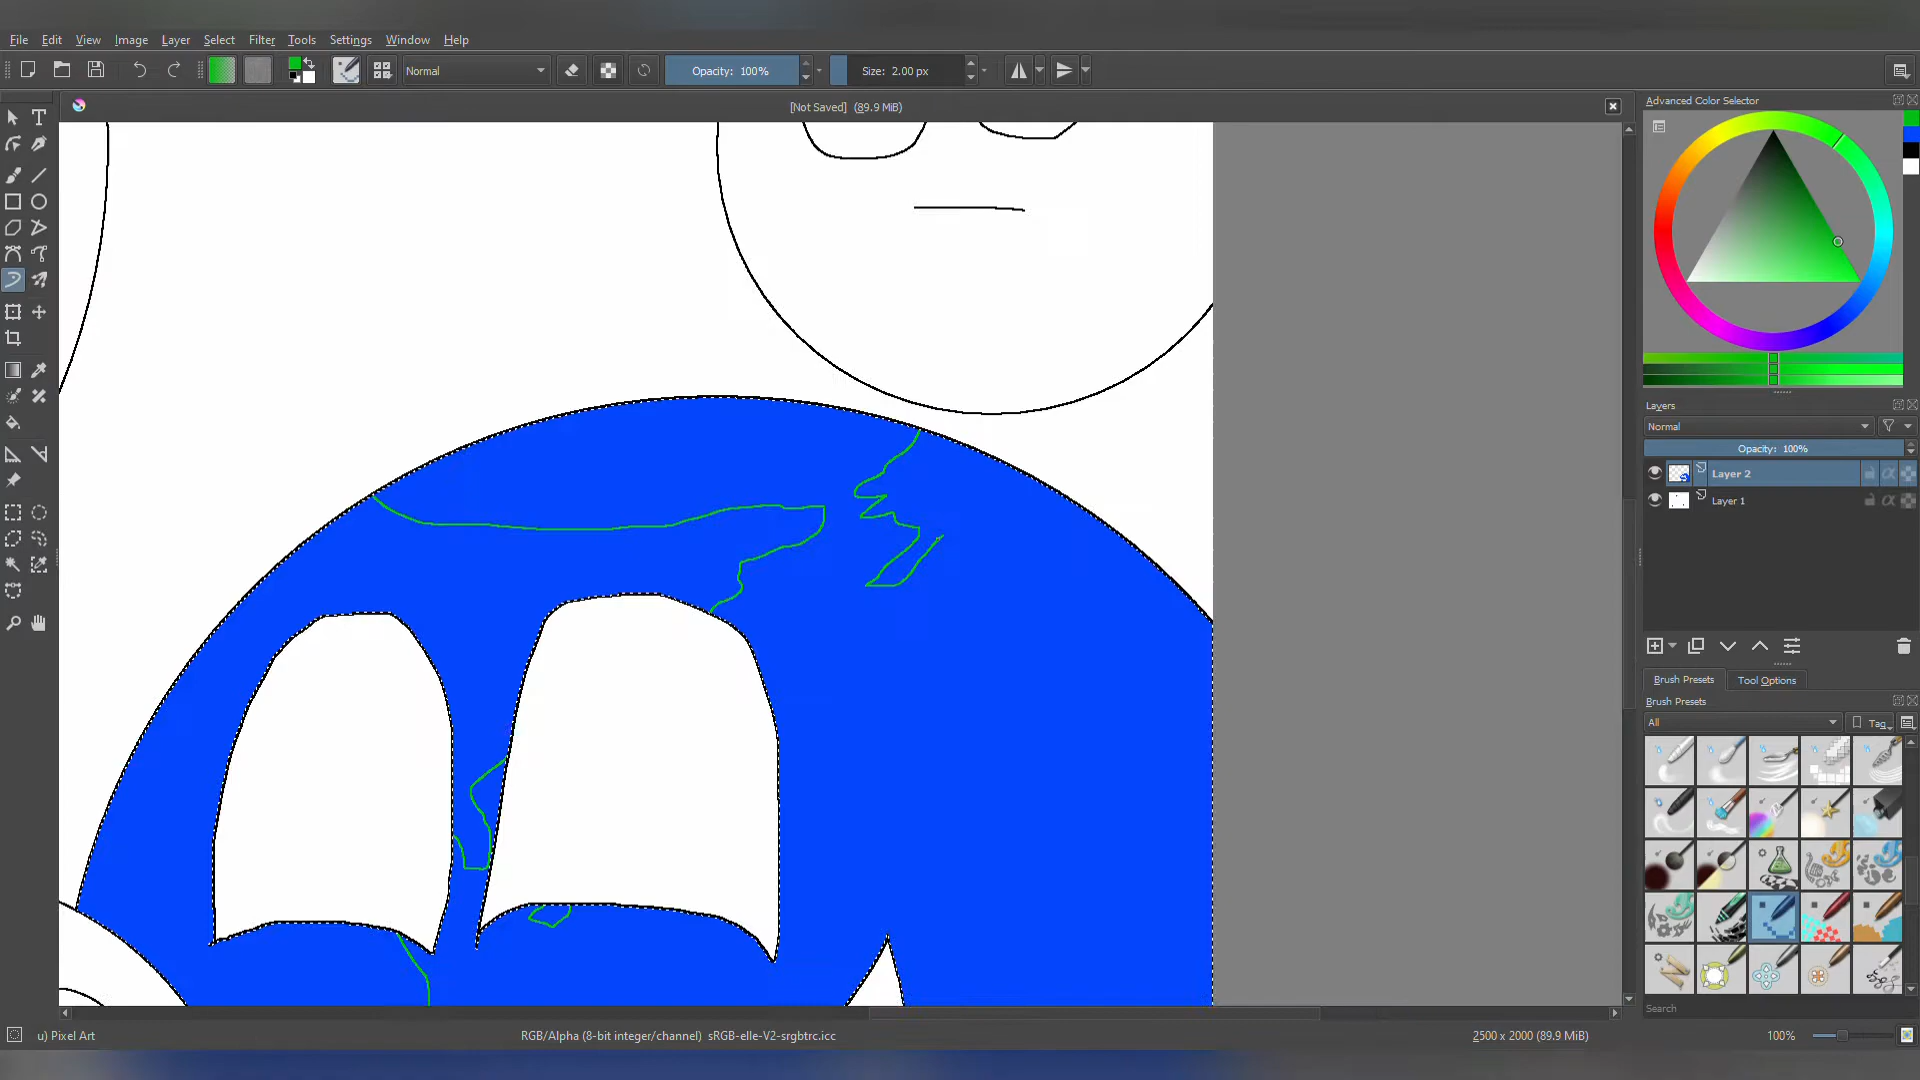 File Edit View Image Layer Select Filter Tools Settings Window Help
Normal Opacity: 100% Size: 2.00 px
[Not Saved] (89.9 MiB)
Advanced Color Selector
Layers
Normal
Opacity: 100%
Layer 2
Layer 1
Brush Presets Tool Options
Brush Presets
All Tag
Search
u) Pixel Art RGB/Alpha (8-bit integer/channel) sRGB-elle-V2-srgbtrc.icc 2500 x 2000 (89.9 MiB) 100%